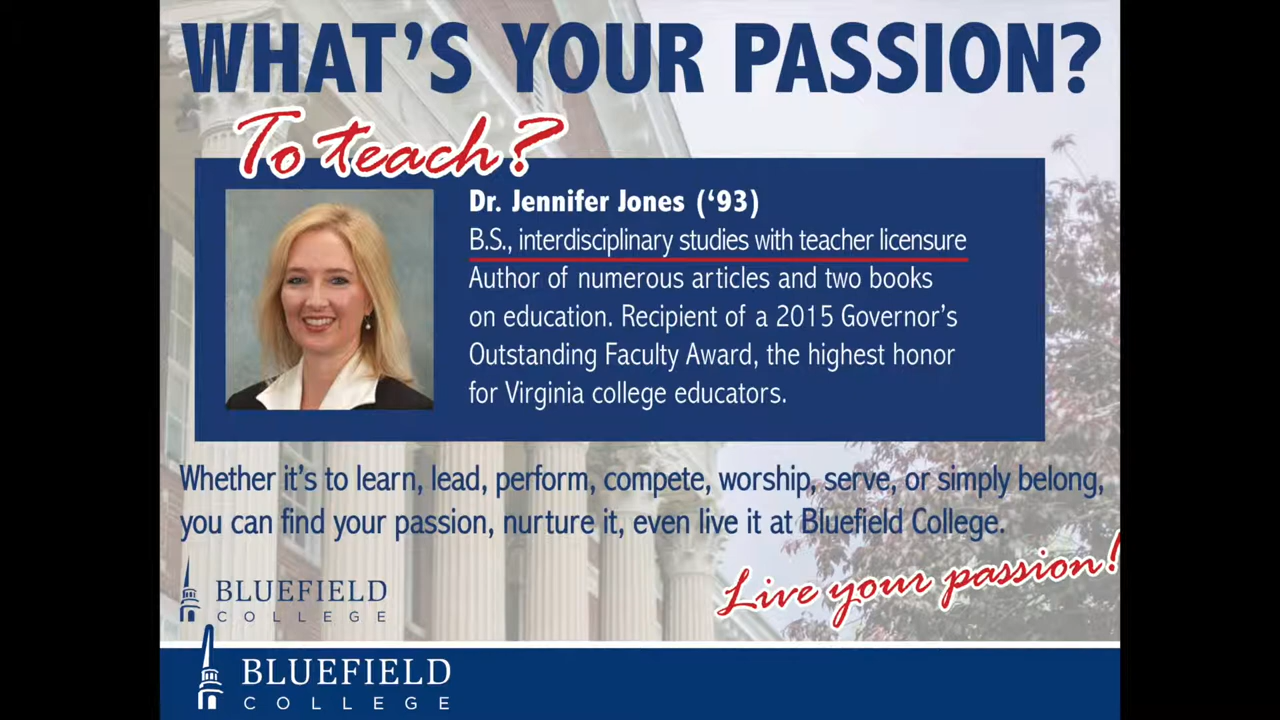 WHAT'S YOUR PASSION?
To teach?
Dr. Jennifer Jones (‘93)
B.S., interdisciplinary studies with teacher licensure
Author of numerous articles and two books
on education. Recipient of a 2015 Governor's
Outstanding Faculty Award, the highest honor
for Virginia college educators.
Whether it's to learn, lead, perform, compete, worship, serve, or simply belong,
you can find your passion, nurture it, even live it at Bluefield College.
Live your passion!
BLUEFIELD
COLLEGE
BLUEFIELD
COLLEGE